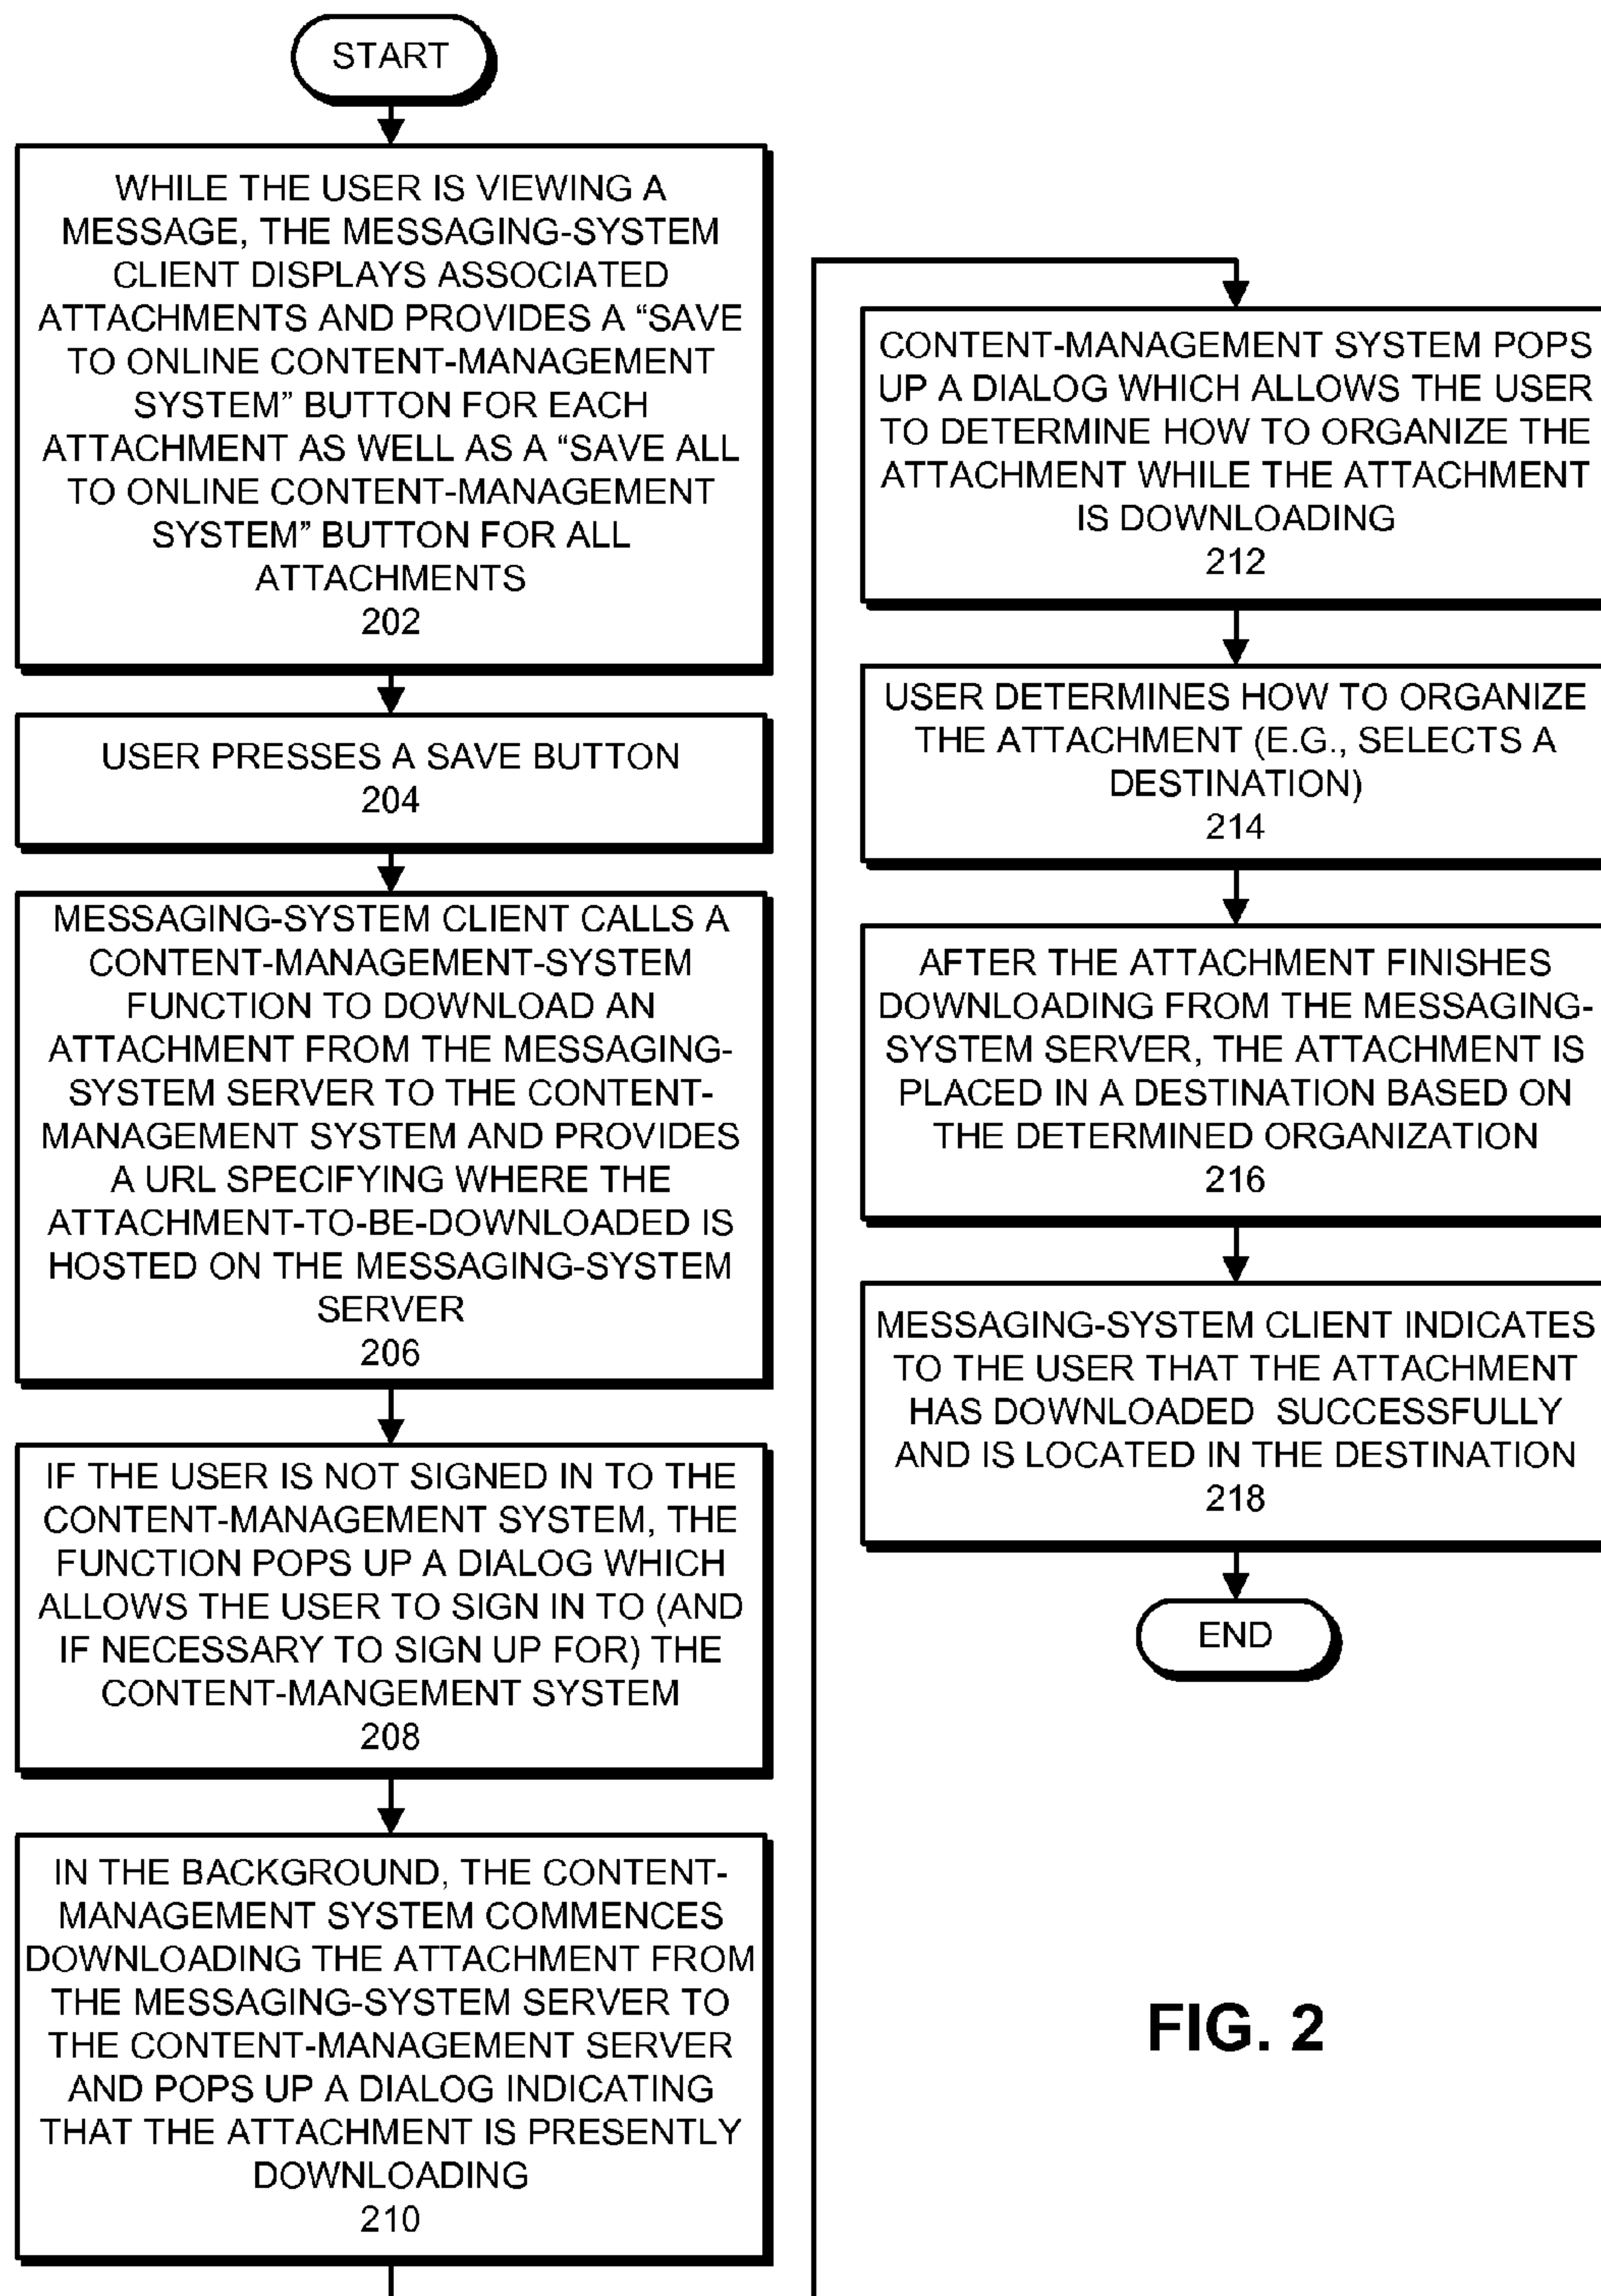 START
WHILE THE USER IS VIEWING A
MESSAGE, THE MESSAGING-SYSTEM
CLIENT DISPLAYS ASSOCIATED
ATTACHMENTS AND PROVIDES A “SAVE
TO ONLINE CONTENT-MANAGEMENT
SYSTEM” BUTTON FOR EACH
ATTACHMENT AS WELL AS A “SAVE ALL
TO ONLINE CONTENT-MANAGEMENT
SYSTEM” BUTTON FOR ALL
ATTACHMENTS
202
USER PRESSES A SAVE BUTTON
204
MESSAGING-SYSTEM CLIENT CALLS A
CONTENT-MANAGEMENT-SYSTEM
FUNCTION TO DOWNLOAD AN
ATTACHMENT FROM THE MESSAGING-
SYSTEM SERVER TO THE CONTENT-
MANAGEMENT SYSTEM AND PROVIDES
A URL SPECIFYING WHERE THE
ATTACHMENT-TO-BE-DOWNLOADED IS
HOSTED ON THE MESSAGING-SYSTEM
SERVER
206
IF THE USER IS NOT SIGNED IN TO THE
CONTENT-MANAGEMENT SYSTEM, THE
FUNCTION POPS UP A DIALOG WHICH
ALLOWS THE USER TO SIGN IN TO (AND
IF NECESSARY TO SIGN UP FOR) THE
CONTENT-MANGEMENT SYSTEM
208
IN THE BACKGROUND, THE CONTENT-
MANAGEMENT SYSTEM COMMENCES
DOWNLOADING THE ATTACHMENT FROM
THE MESSAGING-SYSTEM SERVER TO
THE CONTENT-MANAGEMENT SERVER
AND POPS UP A DIALOG INDICATING
THAT THE ATTACHMENT IS PRESENTLY
DOWNLOADING
210
CONTENT-MANAGEMENT SYSTEM POPS
UP A DIALOG WHICH ALLOWS THE USER
TO DETERMINE HOW TO ORGANIZE THE
ATTACHMENT WHILE THE ATTACHMENT
IS DOWNLOADING
212
USER DETERMINES HOW TO ORGANIZE
THE ATTACHMENT (E.G., SELECTS A
DESTINATION)
214
AFTER THE ATTACHMENT FINISHES
DOWNLOADING FROM THE MESSAGING-
SYSTEM SERVER, THE ATTACHMENT IS
PLACED IN A DESTINATION BASED ON
THE DETERMINED ORGANIZATION
216
MESSAGING-SYSTEM CLIENT INDICATES
TO THE USER THAT THE ATTACHMENT
HAS DOWNLOADED SUCCESSFULLY
AND IS LOCATED IN THE DESTINATION
218
END
FIG. 2